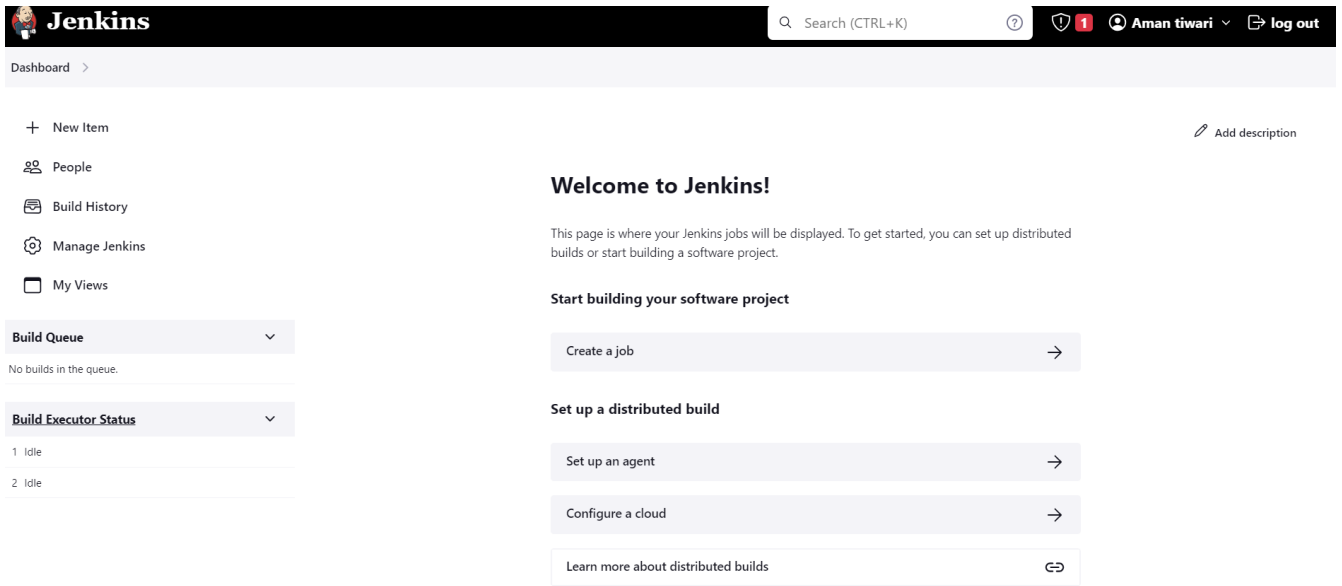 Jenkins
Search (CTRL+K)
1
Aman tiwari
log out
Dashboard
New Item
People
Build History
Manage Jenkins
My Views
Build Queue
No builds in the queue.
Build Executor Status
1 Idle
2 Idle
Add description
Welcome to Jenkins!
This page is where your Jenkins jobs will be displayed. To get started, you can set up distributed
builds or start building a software project.
Start building your software project
Create a job
Set up a distributed build
Set up an agent
Configure a cloud
Learn more about distributed builds